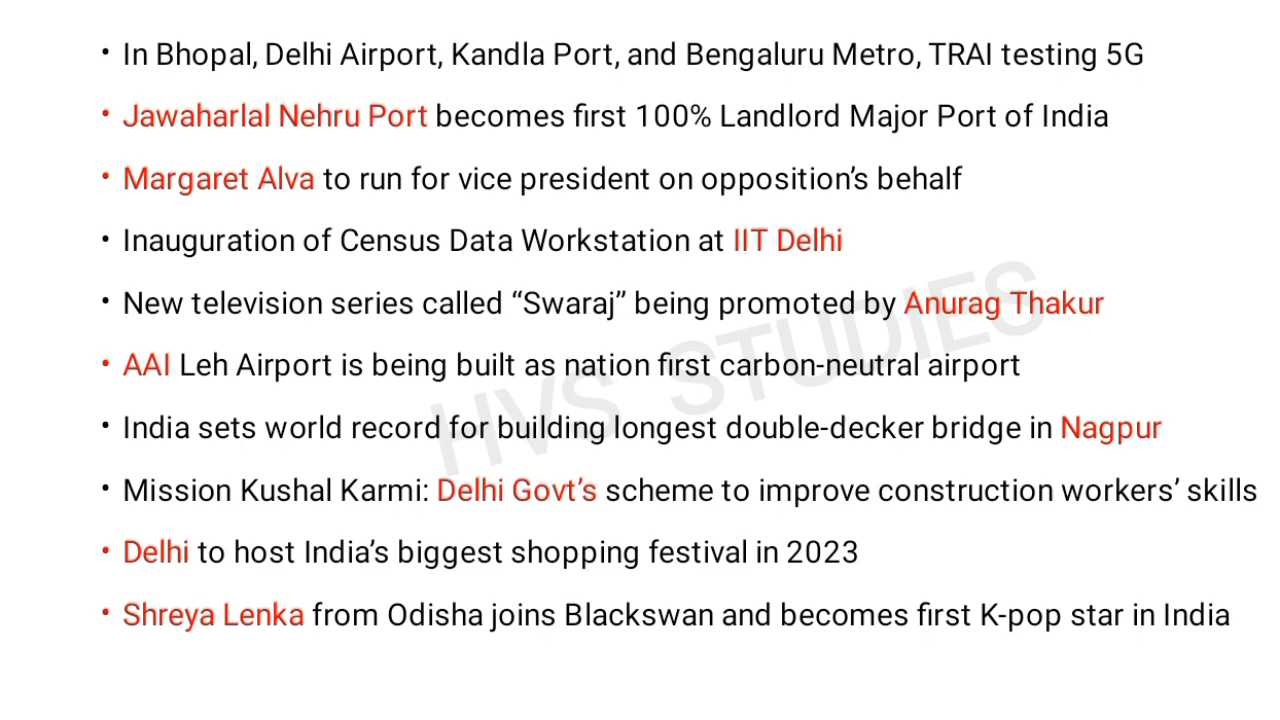 • In Bhopal, Delhi Airport, Kandla Port, and Bengaluru Metro, TRAI testing 5G
• Jawaharlal Nehru Port becomes first 100% Landlord Major Port of India
• Margaret Alva to run for vice president on opposition’s behalf
• Inauguration of Census Data Workstation at IIT Delhi
• New television series called “Swaraj” being promoted by Anurag Thakur
• AAI Leh Airport is being built as nation first carbon-neutral airport
• India sets world record for building longest double-decker bridge in Nagpur
• Mission Kushal Karmi: Delhi Govt’s scheme to improve construction workers’ skills
• Delhi to host India’s biggest shopping festival in 2023
• Shreya Lenka from Odisha joins Blackswan and becomes first K-pop star in India
HVS STUDIES